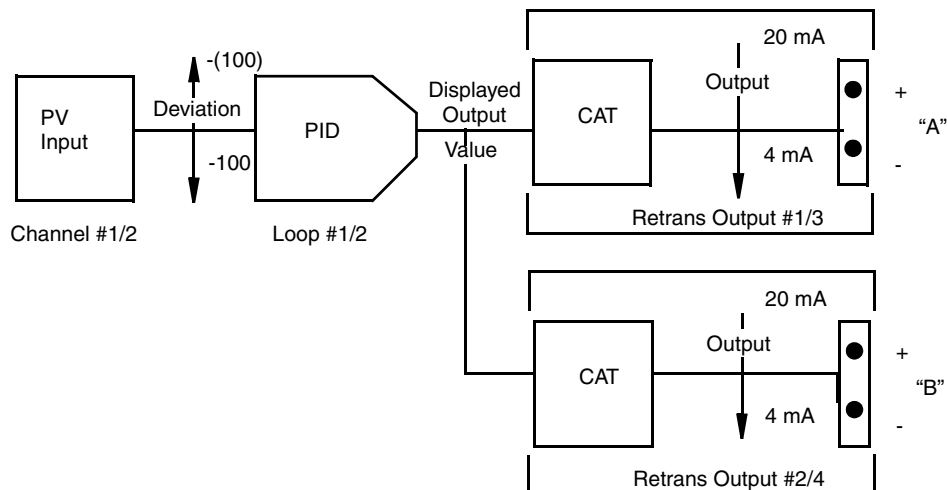 PV
Input
Channel #1/2
-(100)
Deviation
-100
PID
Loop #1/2
Displayed
Output
Value
CAT
20 mA
Output
4 mA
+
“A”
-
Retrans Output #1/3
CAT
20 mA
Output
4 mA
+
“B”
-
Retrans Output #2/4